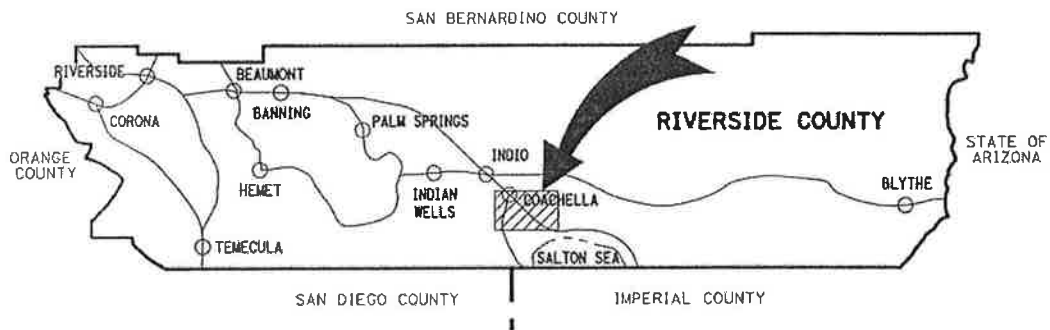 SAN BERNARDINO COUNTY
RIVERSIDE
BEAUMONT
BANNING
CORONA
PALM SPRINGS
RIVERSIDE COUNTY
ORANGE
COUNTY
STATE OF
ARIZONA
INDIO
HEMET
INDIAN
WELLS
COACHELLA
BLYTHE
TEMECULA
SALTON SEA
SAN DIEGO COUNTY
IMPERIAL COUNTY